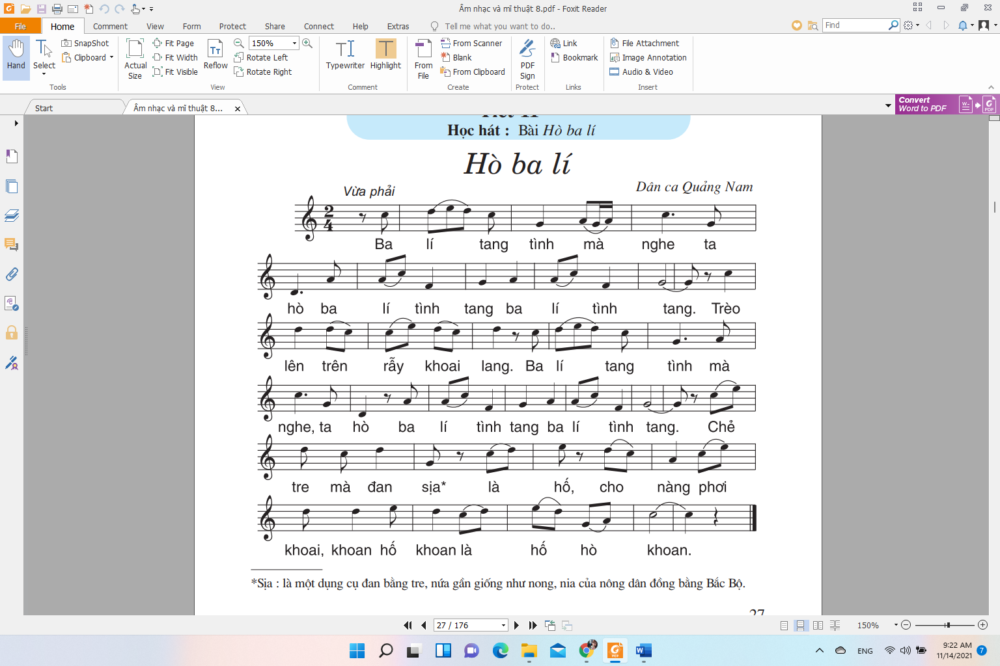 Âm nhạc và mĩ thuật 8.pdf - Foxit Reader
File Home Comment View Form Protect Share Connect Help Extras Tell me what you want to do.. Find
SnapShot Fit Page 150% From Scanner Link File Attachment
Hand Select Clipboard Actual Size Fit Width Reflow Rotate Left Typewriter Highlight From File Blank PDF Sign Bookmark Image Annotation
Fit Visible Rotate Right From Clipboard Audio & Video
Tools View Comment Create Protect Links Insert
Start Âm nhạc và mĩ thuật 8... Convert
Word to PDF
PDF
Học hát : Bài Hò ba lí
Hò ba lí
Vừa phải
Dân ca Quảng Nam
2
4
Ba lí tang tình mà nghe ta
hò ba lí tình tang ba lí tình tang. Trèo
lên trên rẫy khoai lang. Ba lí tang tình mà
nghe, ta hò ba lí tình tang ba lí tình tang. Chẻ
tre mà đan sịa* là hố, cho nàng phơi
khoai, khoan hố khoan là hố hò khoan.
*Sịa : là một dụng cụ đan bằng tre, nứa gần giống như nong, nia của nông dân đồng bằng Bắc Bộ.
27
27 / 176 150%
ENG 9:22 AM
11/14/2021 7